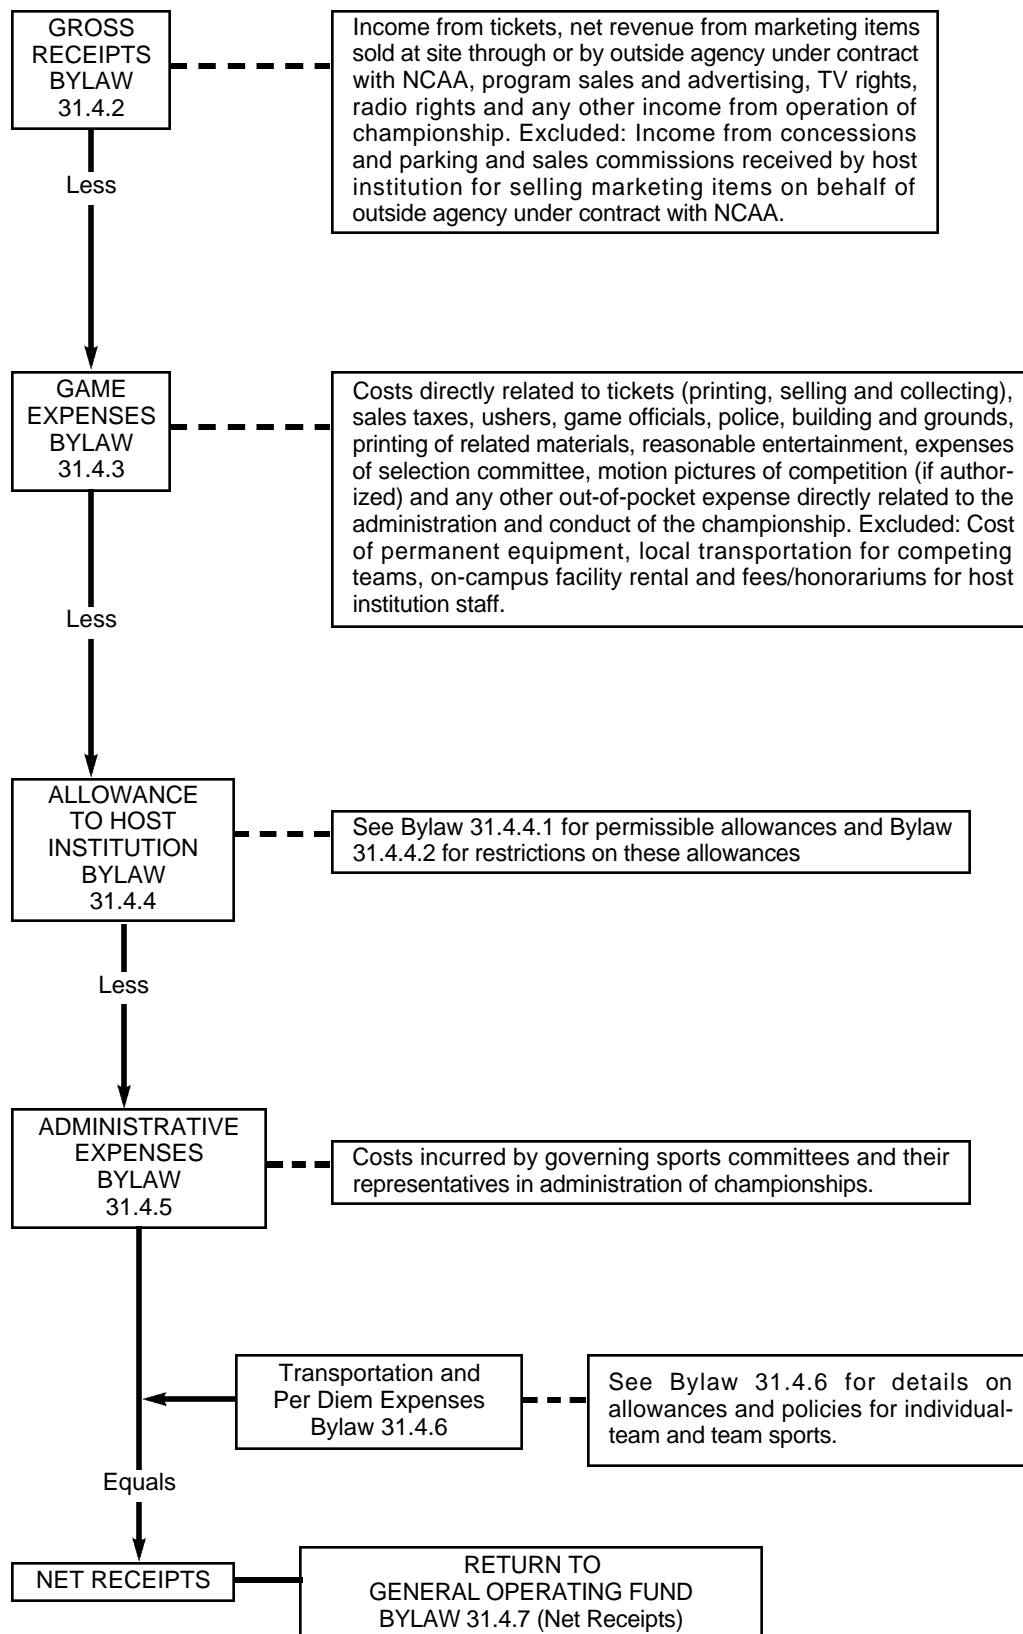 GROSS
RECEIPTS
BYLAW
31.4.2
Income from tickets, net revenue from marketing items
sold at site through or by outside agency under contract
with NCAA, program sales and advertising, TV rights,
radio rights and any other income from operation of
championship. Excluded: Income from concessions
and parking and sales commissions received by host
institution for selling marketing items on behalf of
outside agency under contract with NCAA.
Less
GAME
EXPENSES
BYLAW
31.4.3
Costs directly related to tickets (printing, selling and collecting),
sales taxes, ushers, game officials, police, building and grounds,
printing of related materials, reasonable entertainment, expenses
of selection committee, motion pictures of competition (if author-
ized) and any other out-of-pocket expense directly related to the
administration and conduct of the championship. Excluded: Cost
of permanent equipment, local transportation for competing
teams, on-campus facility rental and fees/honorariums for host
institution staff.
Less
ALLOWANCE
TO HOST
INSTITUTION
BYLAW
31.4.4
See Bylaw 31.4.4.1 for permissible allowances and Bylaw
31.4.4.2 for restrictions on these allowances
Less
ADMINISTRATIVE
EXPENSES
BYLAW
31.4.5
Costs incurred by governing sports committees and their
representatives in administration of championships.
Transportation and
Per Diem Expenses
Bylaw 31.4.6
See Bylaw 31.4.6 for details on
allowances and policies for individual-
team and team sports.
Equals
NET RECEIPTS
RETURN TO
GENERAL OPERATING FUND
BYLAW 31.4.7 (Net Receipts)